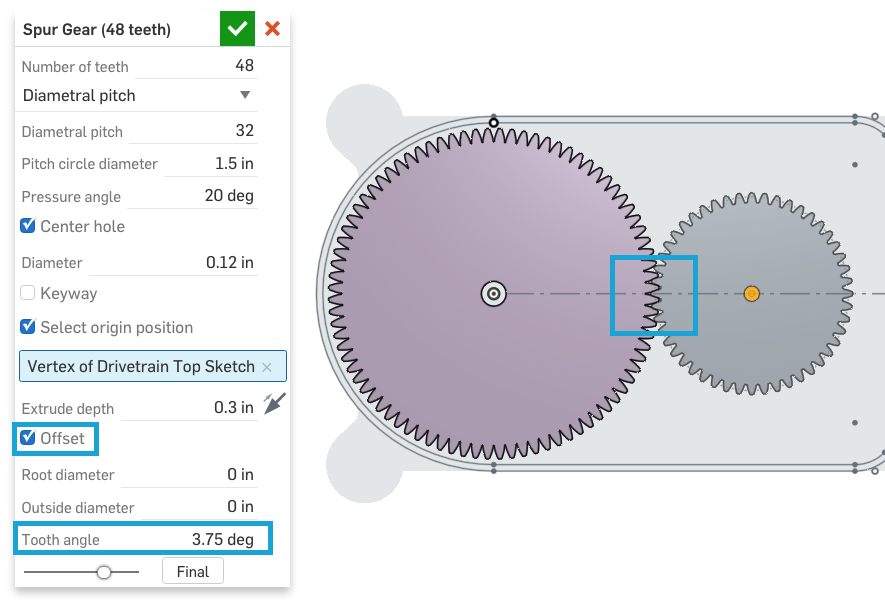 Spur Gear (48 teeth)
Number of teeth 48
Diametral pitch
Diametral pitch 32
Pitch circle diameter 1.5 in
Pressure angle 20 deg
Center hole
Diameter 0.12 in
Keyway
Select origin position
Vertex of Drivetrain Top Sketch
Extrude depth 0.3 in
Offset
Root diameter 0 in
Outside diameter 0 in
Tooth angle 3.75 deg
Final